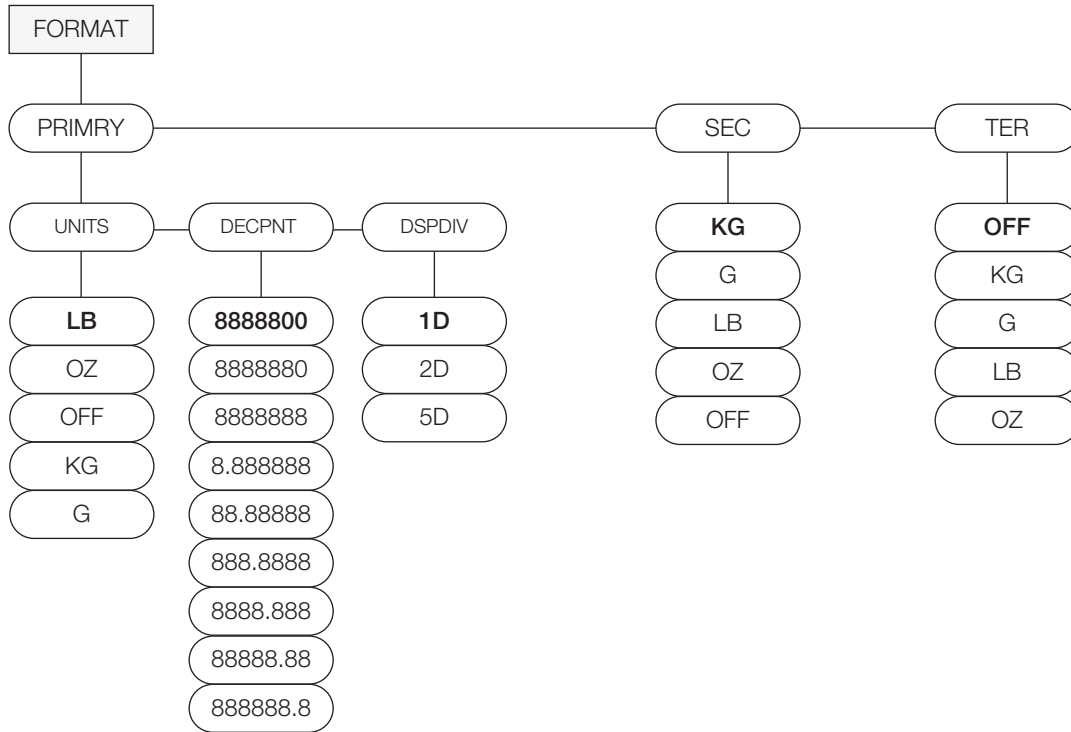 FORMAT
PRIMRY SEC TER
UNITS DECPNT DSPDIV KG OFF
G KG
LB 8888800 1D LB G
OZ 8888880 2D OZ LB
OFF 8888888 5D OFF OZ
KG 8.888888
G 88.88888
888.8888
8888.888
88888.88
888888.8